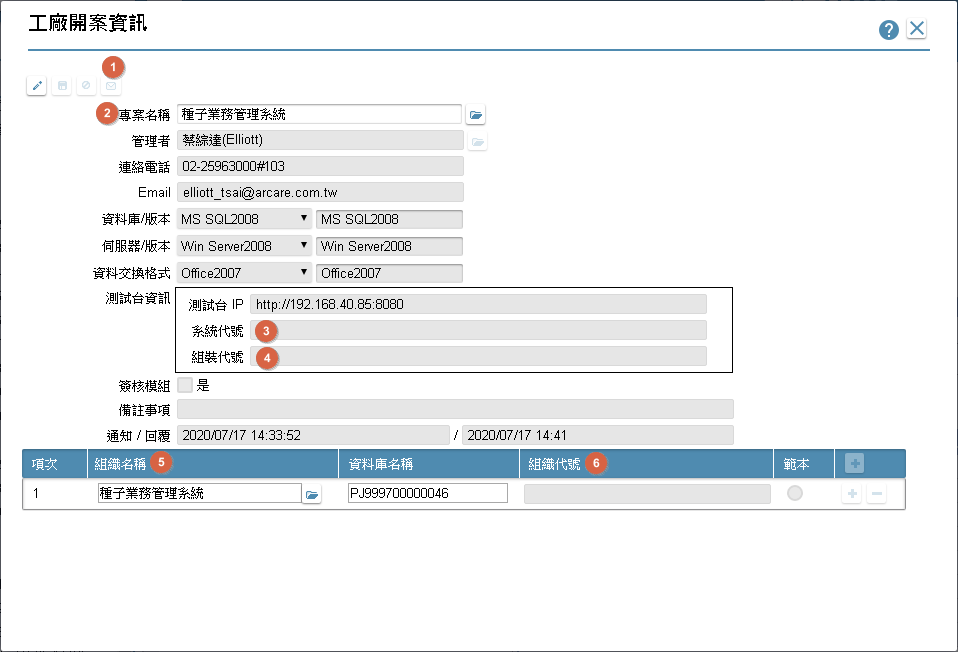 工廠開案資訊
?
1
2 專案名稱 種子業務管理系統
管理者 蔡綜達(Elliott)
連絡電話 02-25963000#103
Email elliott_tsai@arcare.com.tw
資料庫/版本 MS SQL2008 MS SQL2008
伺服器/版本 Win Server2008 Win Server2008
資料交換格式 Office2007 Office2007
測試台資訊 測試台 IP http://192.168.40.85:8080
系統代號 3
組裝代號 4
簽核模組 是
備註事項
通知 / 回覆 2020/07/17 14:33:52 / 2020/07/17 14:41
項次 組織名稱 5 資料庫名稱 組織代號 6 範本
1 種子業務管理系統 PJ999700000046